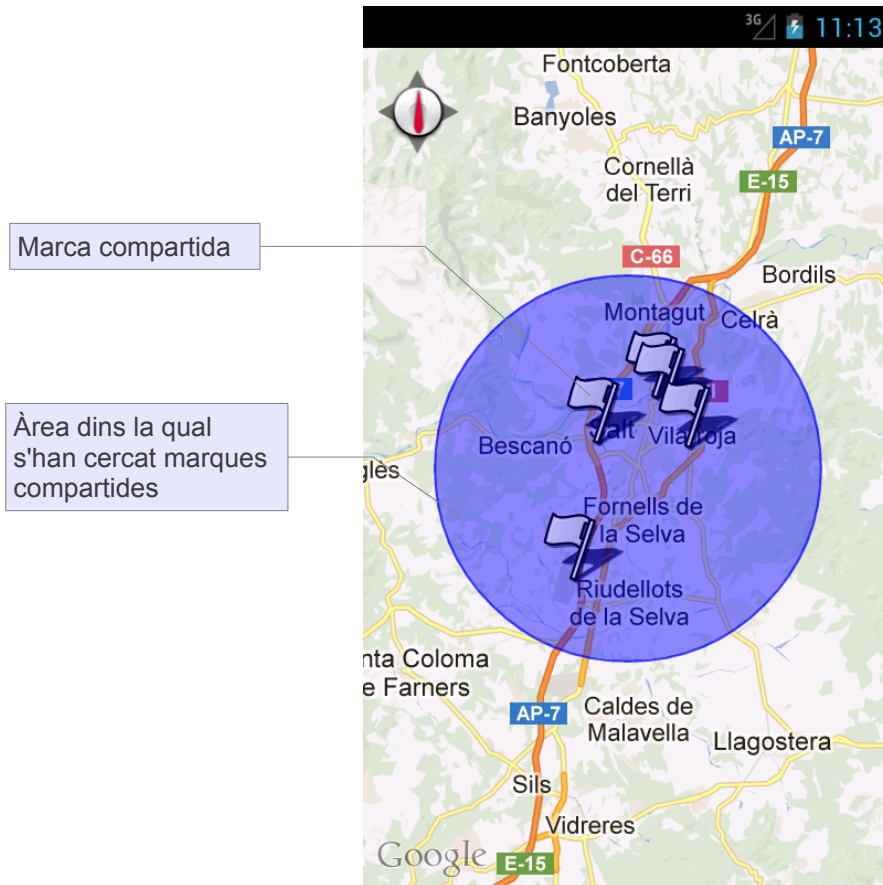 3G 11:13
Fontcoberta
Banyoles
AP-7
Cornellà
del Terri
E-15
Marca compartida
C-66
Bordils
Montagut
Celrà
Àrea dins la qual
s'han cercat marques
compartides
Salt
Bescanó
glès
Fornells de
la Selva
Riudellots
de la Selva
nta Coloma
e Farners
AP-7
Caldes de
Malavella
Llagostera
Sils
Vidreres
Google
E-15